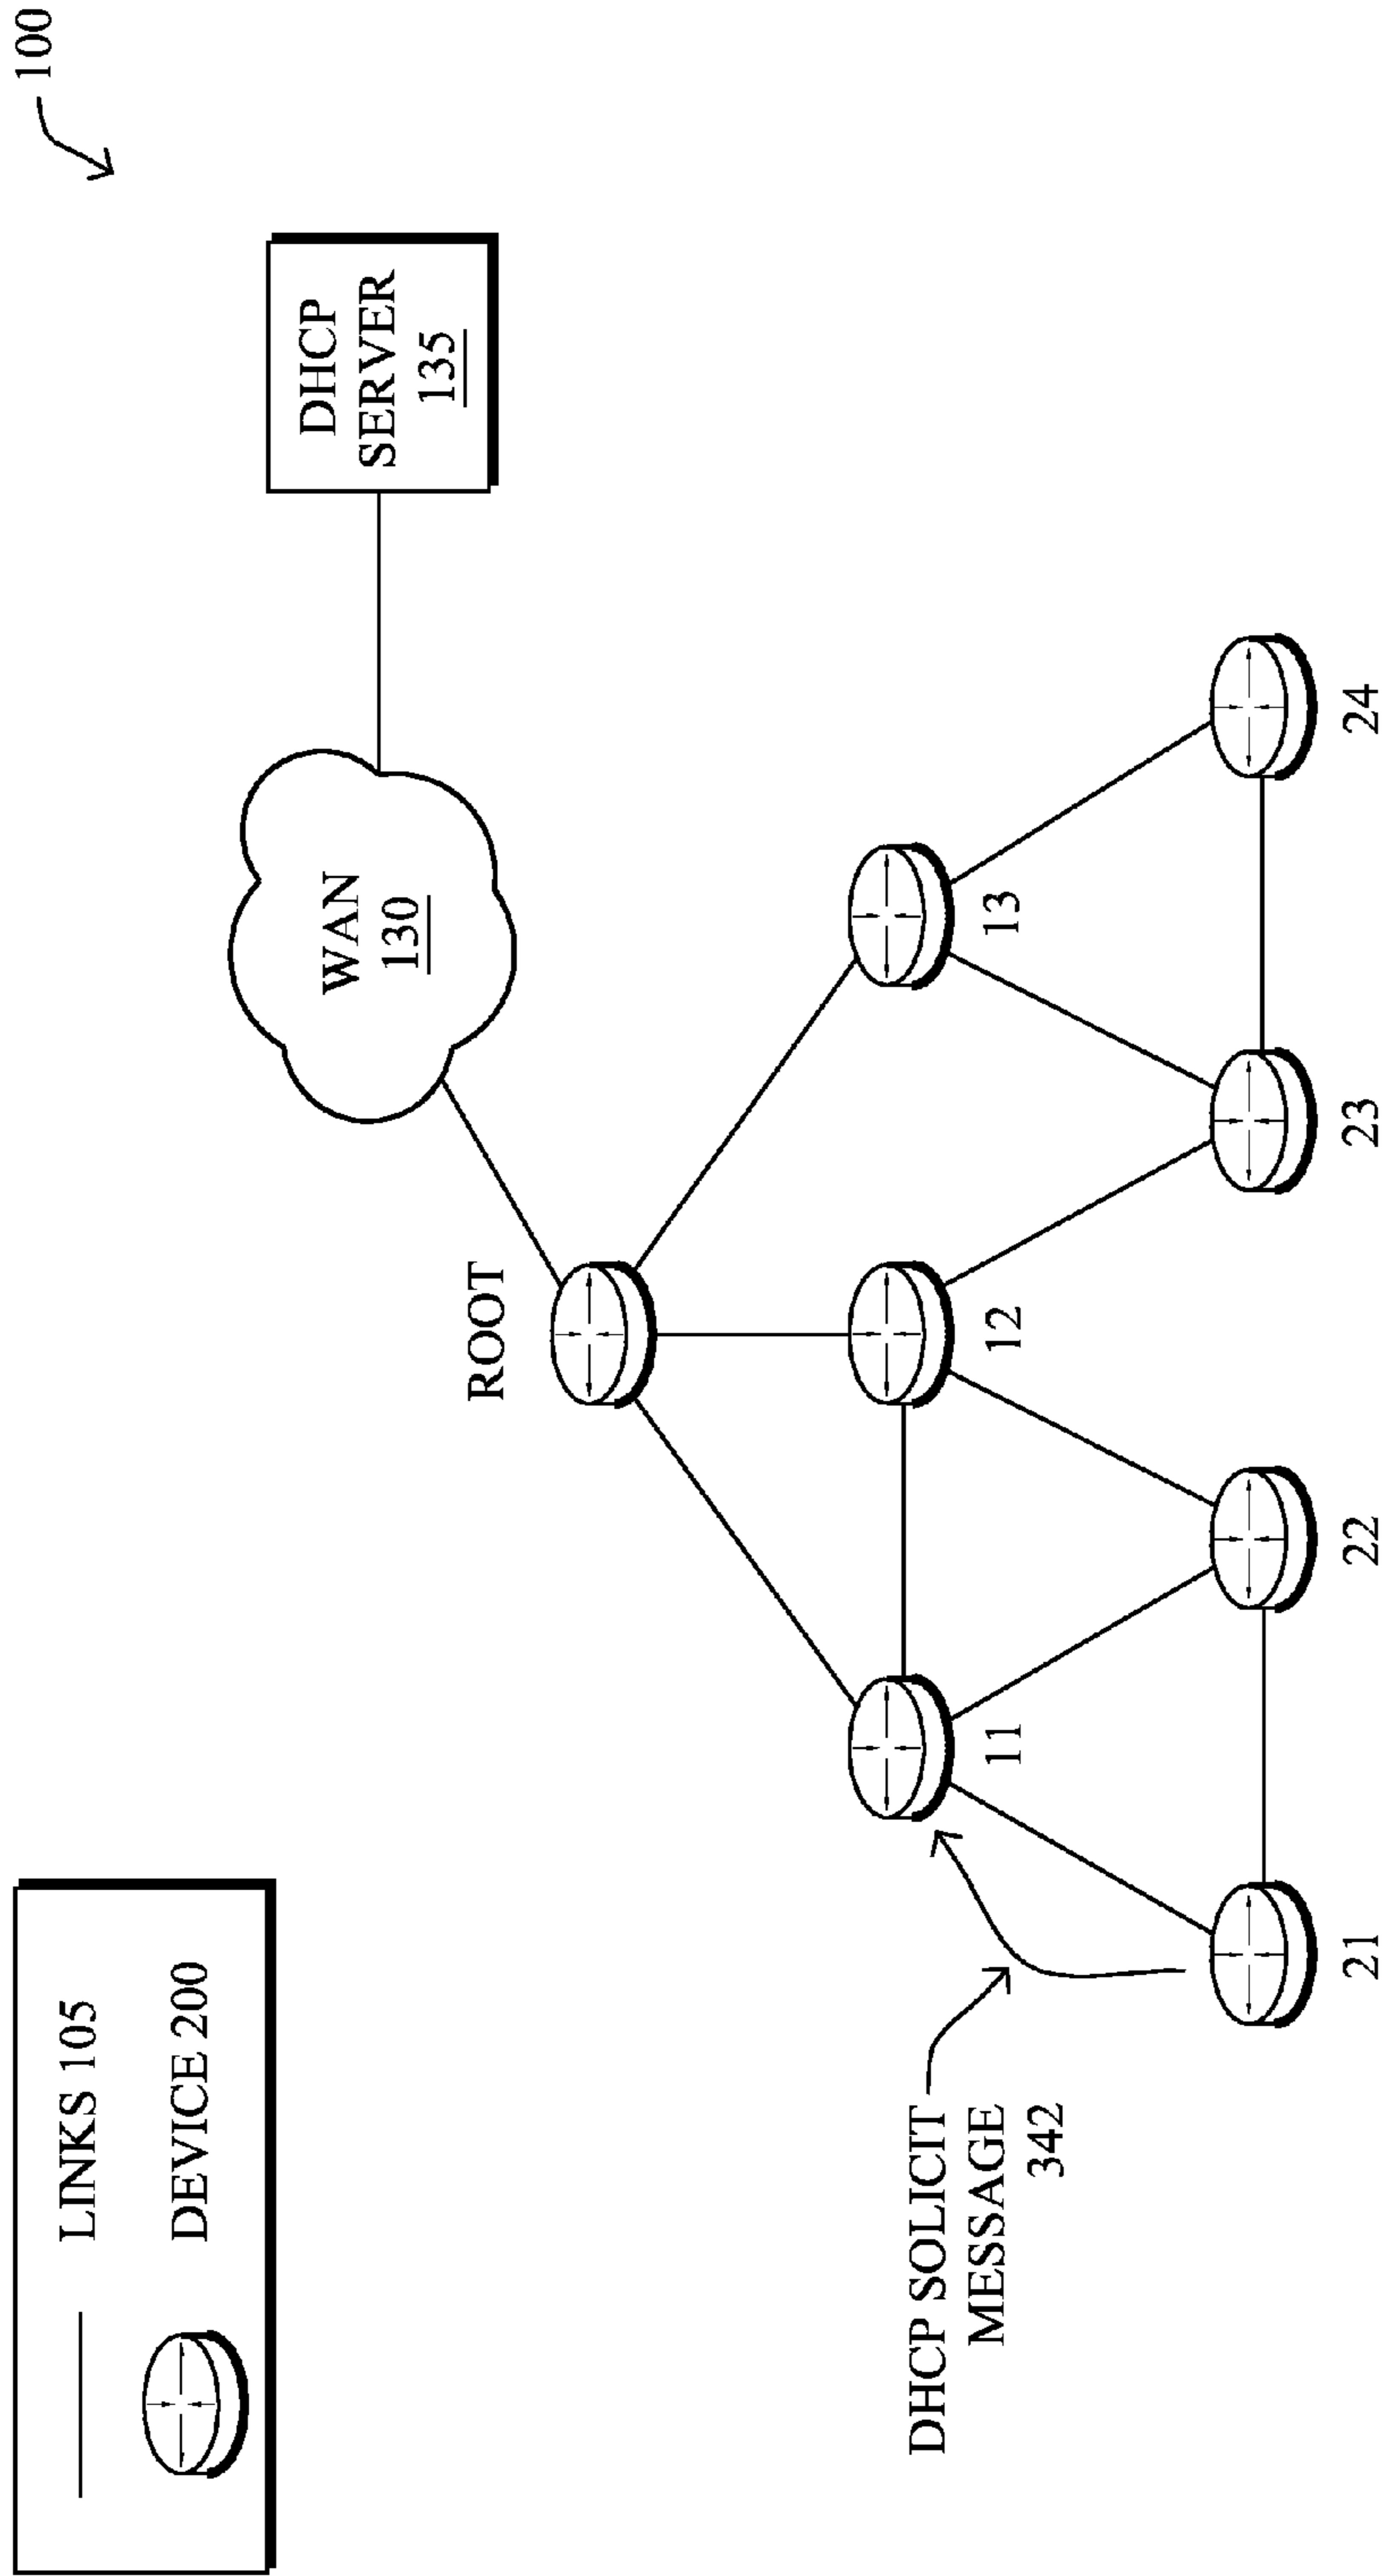 100
LINKS 105
DEVICE 200
DHCP
SERVER
135
WAN
130
ROOT
11
12
13
DHCP SOLICIT
MESSAGE
342
21
22
23
24